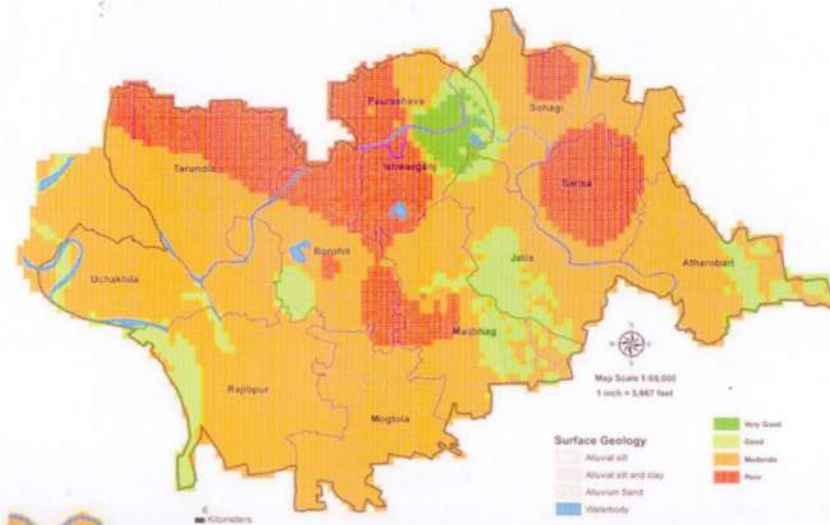 Paurashava
Sohagi
Tarundia
Ishwarganj
Sarisa
Borohit
Jatia
Atharobari
Uchakhila
Maijbhag
Rajibpur
Mogtola
N
W
E
S
Map Scale 1:68,000
1 inch = 5,667 feet
Surface Geology
Alluvial silt
Alluvial silt and clay
Alluvium Sand
Waterbody
Very Good
Good
Moderate
Poor
6
Kilometers